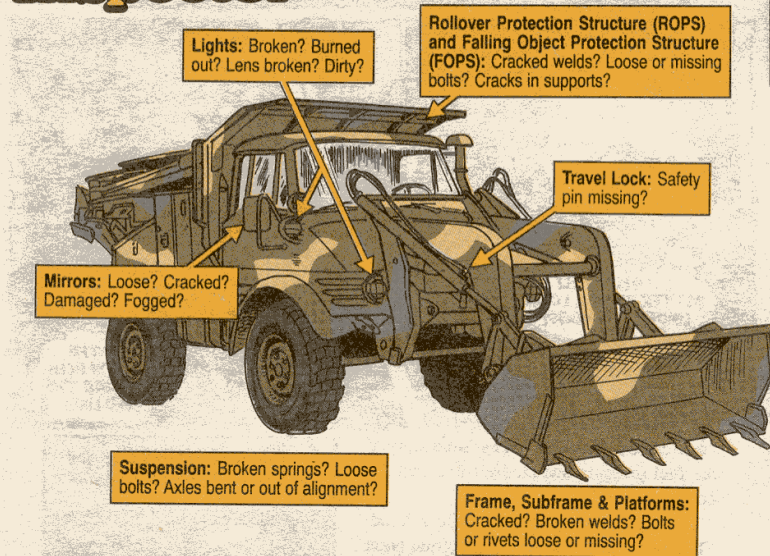 Lights: Broken? Burned
out? Lens broken? Dirty?
Rollover Protection Structure (ROPS)
and Falling Object Protection Structure
(FOPS): Cracked welds? Loose or missing
bolts? Cracks in supports?
Travel Lock: Safety
pin missing?
Mirrors: Loose? Cracked?
Damaged? Fogged?
Suspension: Broken springs? Loose
bolts? Axles bent or out of alignment?
Frame, Subframe & Platforms:
Cracked? Broken welds? Bolts
or rivets loose or missing?